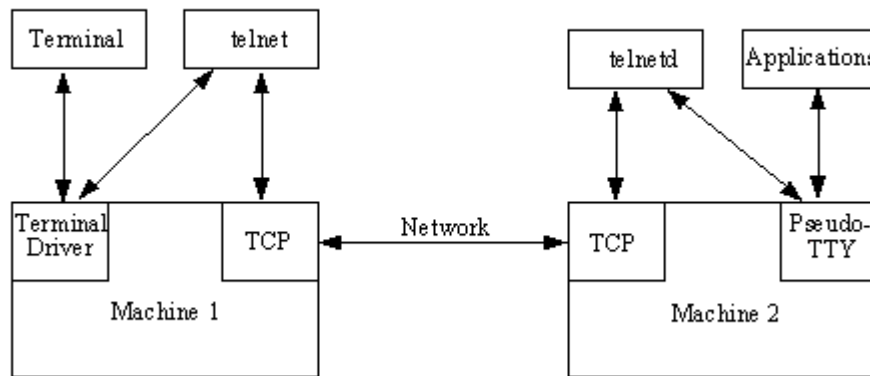 Terminal
telnet
telnetd
Applications
Terminal
Driver
TCP
Network
TCP
Pseudo-
TTY
Machine 1
Machine 2